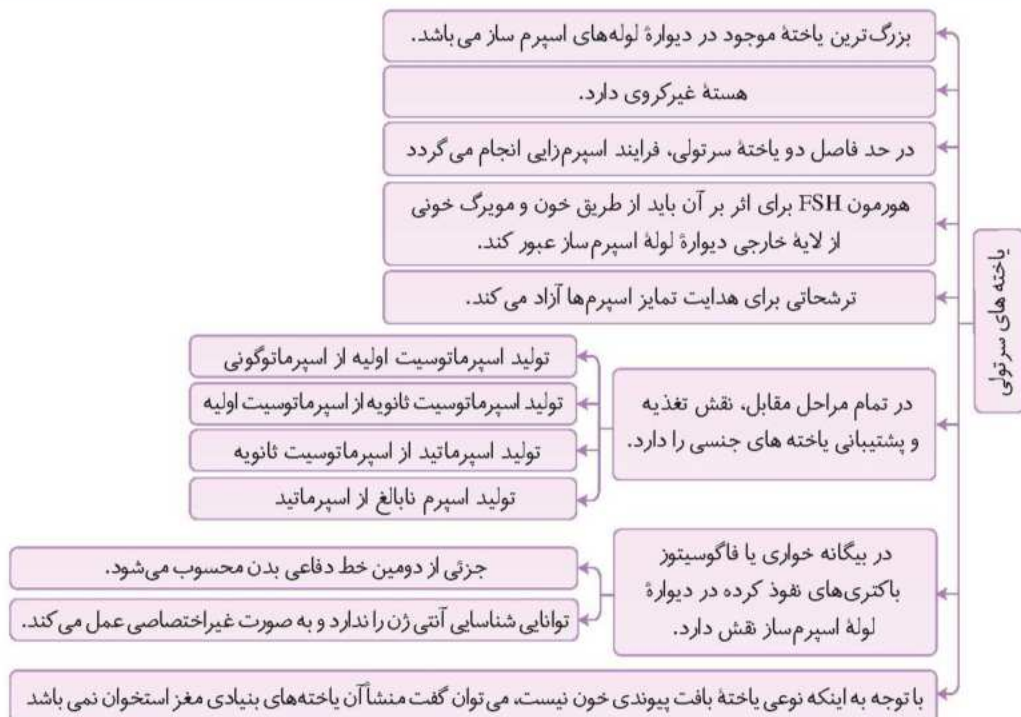 یاخته های سرتولی
بزرگ‌ترین یاختهٔ موجود در دیوارهٔ لوله‌های اسپرم ساز می‌باشد.
هستهٔ غیرکروی دارد.
در حد فاصل دو یاختهٔ سرتولی، فرایند اسپرم‌زایی انجام می‌گردد
هورمون FSH برای اثر بر آن باید از طریق خون و مویرگ خونی
از لایهٔ خارجی دیوارهٔ لولهٔ اسپرم‌ساز عبور کند.
ترشحاتی برای هدایت تمایز اسپرم‌ها آزاد می‌کند.
در تمام مراحل مقابل، نقش تغذیه
و پشتیبانی یاخته های جنسی را دارد.
تولید اسپرماتوسیت اولیه از اسپرماتوگونی
تولید اسپرماتوسیت ثانویه از اسپرماتوسیت اولیه
تولید اسپرماتید از اسپرماتوسیت ثانویه
تولید اسپرم نابالغ از اسپرماتید
در بیگانه خواری یا فاگوسیتوز
باکتری‌های نفوذ کرده در دیوارهٔ
لولهٔ اسپرم‌ساز نقش دارد.
جزئی از دومین خط دفاعی بدن محسوب می‌شود.
توانایی شناسایی آنتی ژن را ندارد و به صورت غیراختصاصی عمل می‌کند.
با توجه به اینکه نوعی یاختهٔ بافت پیوندی خون نیست، می‌توان گفت منشأ آن یاخته‌های بنیادی مغز استخوان نمی باشد